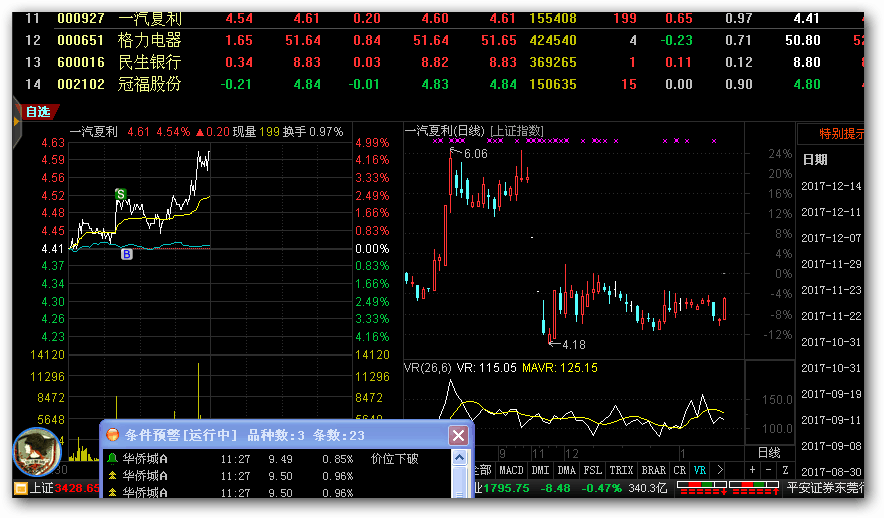 11 000927 一汽夏利 4.54 4.61 0.20 4.60 4.61 155408 199 0.65 0.97 4.41
12 000651 格力电器 1.65 51.64 0.84 51.64 51.65 424540 4 -0.23 0.71 50.80
13 600016 民生银行 0.34 8.83 0.03 8.82 8.83 369265 1 0.11 0.12 8.80
14 002102 冠福股份 -0.21 4.84 -0.01 4.83 4.84 150635 15 0.00 0.90 4.80
自选
一汽夏利 4.61 4.54% ▲0.20 现量 199 换手 0.97%
4.63 4.99%
4.59 4.16%
4.56 3.33%
4.52 2.49%
4.48 1.66%
4.45 0.83%
4.41 0.00%
4.37 0.83%
4.34 1.66%
4.30 2.49%
4.26 3.33%
4.23 4.16%
S
B
14120 14120
11296 11296
8472 8472
5648 5648
一汽夏利(日线) [上证指数]
6.06
4.18
24%
20%
16%
12%
8%
4%
0%
-4%
-8%
-12%
VR(26,6) VR: 115.05 MAVR: 125.15
150.0
100.0
9 11 12 1 日线
全部 MACD DMI DMA FSL TRIX BRAR CR VR > + - Z
特别提示
日期
2017-12-14
2017-12-11
2017-12-07
2017-11-29
2017-11-23
2017-11-22
2017-10-31
2017-10-31
2017-09-19
2017-09-11
2017-09-08
2017-08-30
条件预警[运行中] 品种数:3 条数:23
华侨城A 11:27 9.49 0.85% 价位下破
华侨城A 11:27 9.50 0.96%
华侨城A 11:27 9.50 0.96%
上证 3428.65
业 1795.75 -8.48 -0.47% 340.3亿 平安证券东莞